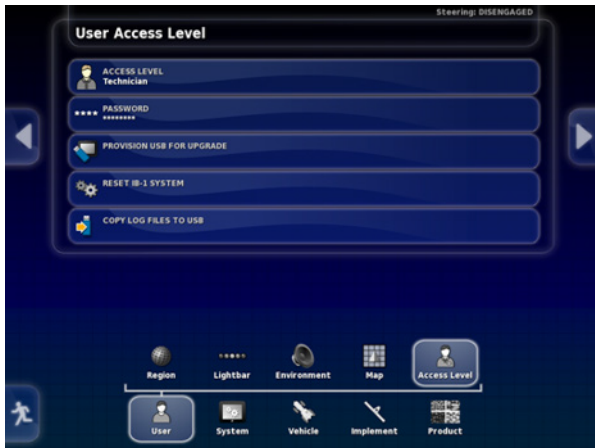 Steering: DISENGAGED
User Access Level
ACCESS LEVEL
Technician
**** PASSWORD
********
PROVISION USB FOR UPGRADE
RESET IB-1 SYSTEM
COPY LOG FILES TO USB
Region Lightbar Environment Map Access Level
User System Vehicle Implement Product